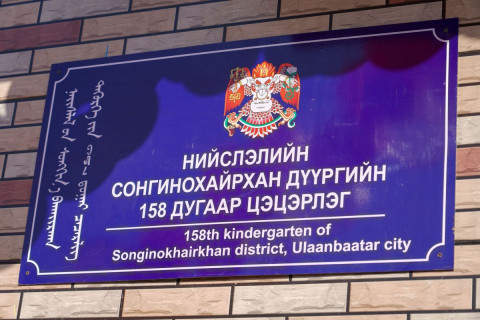 НИЙСЛЭЛИЙН
СОНГИНОХАЙРХАН ДҮҮРГИЙН
158 ДУГААР ЦЭЦЭРЛЭГ
158th kindergarten of
Songinokhairkhan district, Ulaanbaatar city